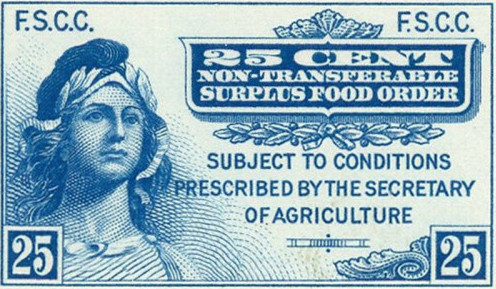 F.S.C.C. F.S.C.C.
25 CENT
NON-TRANSFERABLE
SURPLUS FOOD ORDER
SUBJECT TO CONDITIONS
PRESCRIBED BY THE SECRETARY
OF AGRICULTURE
25 25